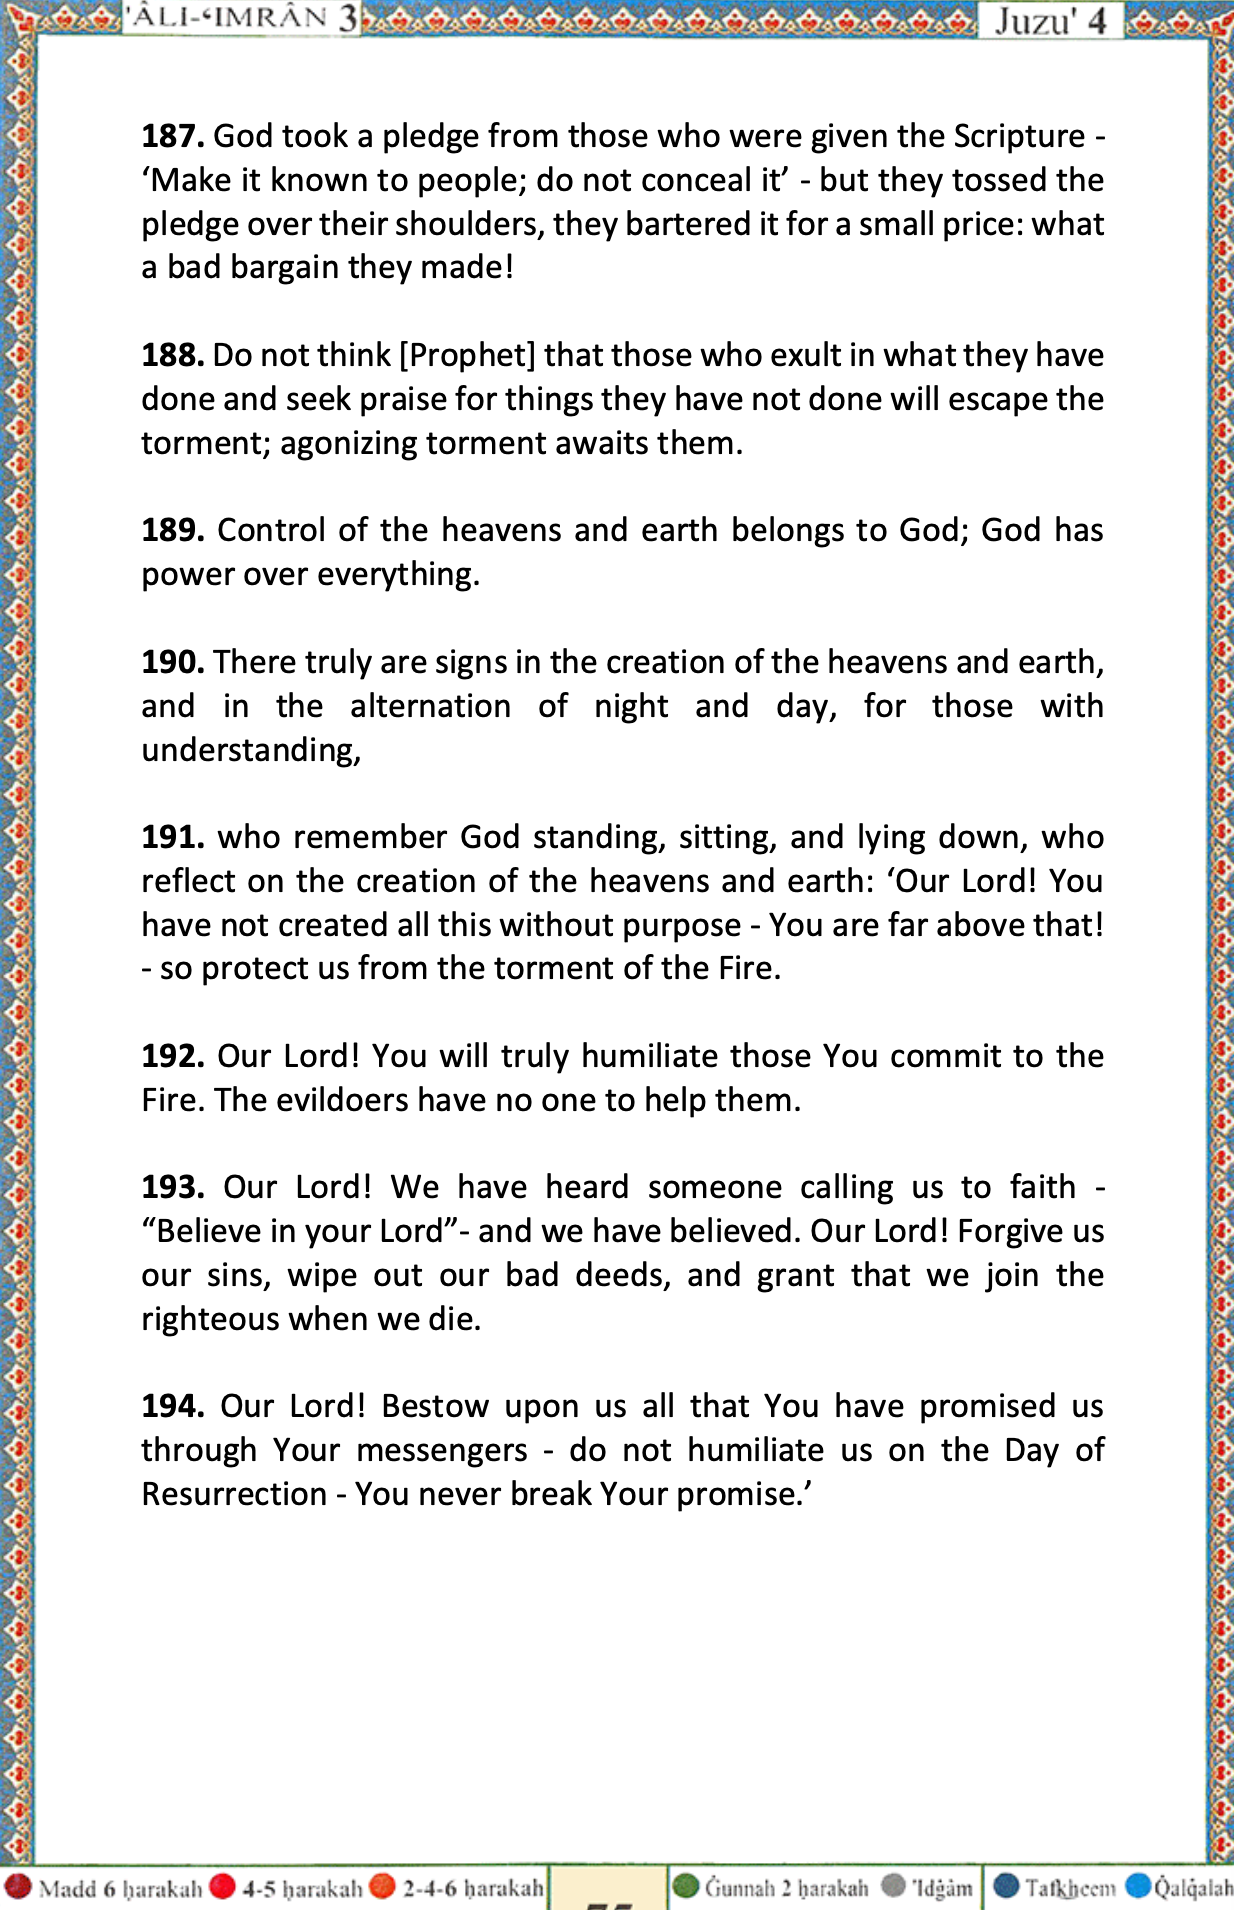 'ÂLI-‘IMRÂN 3
Juzu' 4
187. God took a pledge from those who were given the Scripture -
‘Make it known to people; do not conceal it’ - but they tossed the
pledge over their shoulders, they bartered it for a small price: what
a bad bargain they made!
188. Do not think [Prophet] that those who exult in what they have
done and seek praise for things they have not done will escape the
torment; agonizing torment awaits them.
189. Control of the heavens and earth belongs to God; God has
power over everything.
190. There truly are signs in the creation of the heavens and earth,
and in the alternation of night and day, for those with
understanding,
191. who remember God standing, sitting, and lying down, who
reflect on the creation of the heavens and earth: ‘Our Lord! You
have not created all this without purpose - You are far above that!
- so protect us from the torment of the Fire.
192. Our Lord! You will truly humiliate those You commit to the
Fire. The evildoers have no one to help them.
193. Our Lord! We have heard someone calling us to faith -
“Believe in your Lord”- and we have believed. Our Lord! Forgive us
our sins, wipe out our bad deeds, and grant that we join the
righteous when we die.
194. Our Lord! Bestow upon us all that You have promised us
through Your messengers - do not humiliate us on the Day of
Resurrection - You never break Your promise.’
Madd 6 ḥarakah 4-5 ḥarakah 2-4-6 ḥarakah Ĝunnah 2 ḥarakah 'Idĝâm Tafk͟heem Q̂alq̂alah